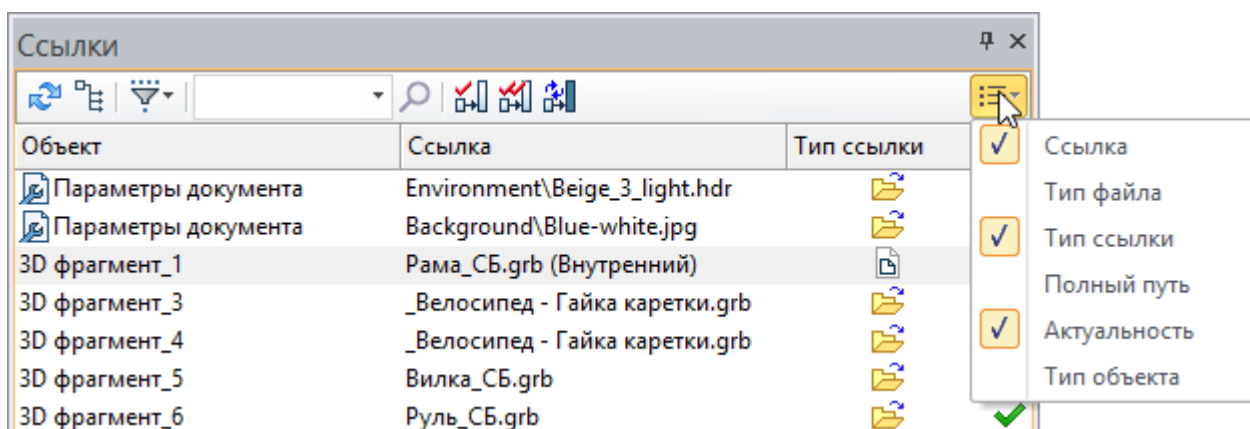 Ссылки
Объект Ссылка Тип ссылки
Параметры документа Environment\Beige_3_light.hdr
Параметры документа Background\Blue-white.jpg
3D фрагмент_1 Рама_СБ.grb (Внутренний)
3D фрагмент_3 _Велосипед - Гайка каретки.grb
3D фрагмент_4 _Велосипед - Гайка каретки.grb
3D фрагмент_5 Вилка_СБ.grb
3D фрагмент_6 Руль_СБ.grb
Ссылка
Тип файла
Тип ссылки
Полный путь
Актуальность
Тип объекта